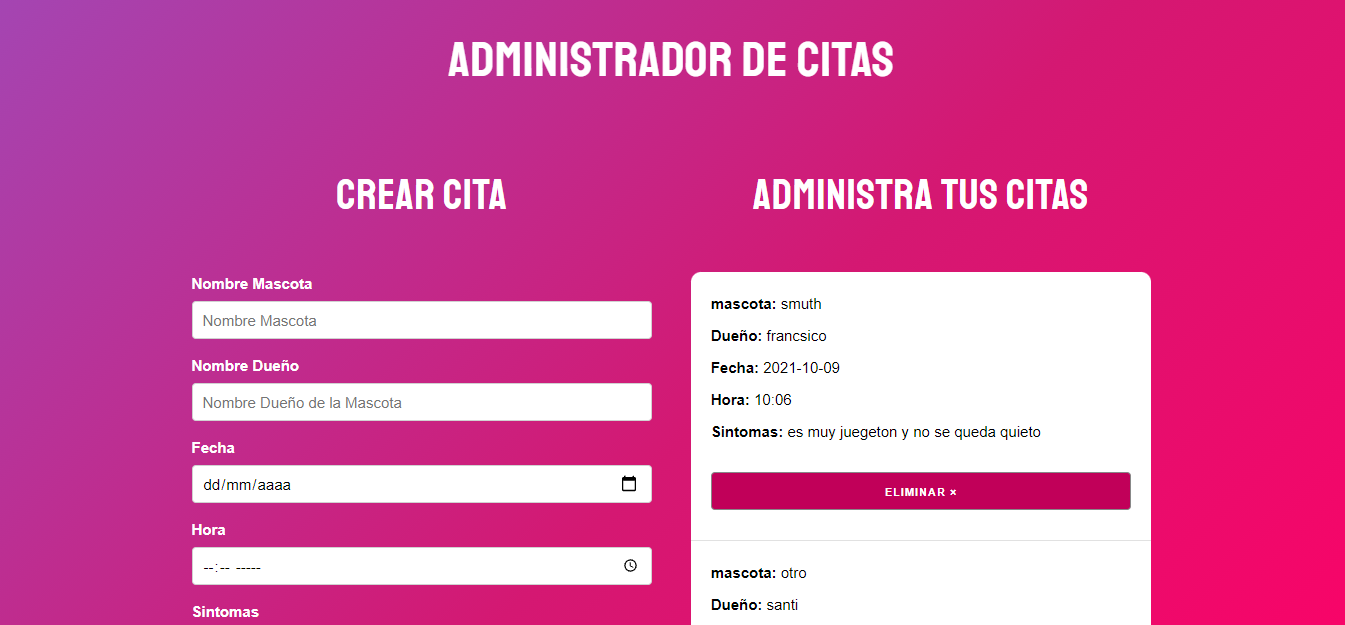 ADMINISTRADOR DE CITAS
CREAR CITA
Nombre Mascota
Nombre Mascota
Nombre Dueño
Nombre Dueño de la Mascota
Fecha
dd/mm/aaaa
Hora
--:-- -----
Sintomas
ADMINISTRA TUS CITAS
mascota: smuth
Dueño: francsico
Fecha: 2021-10-09
Hora: 10:06
Sintomas: es muy juegeton y no se queda quieto
ELIMINAR ×
mascota: otro
Dueño: santi